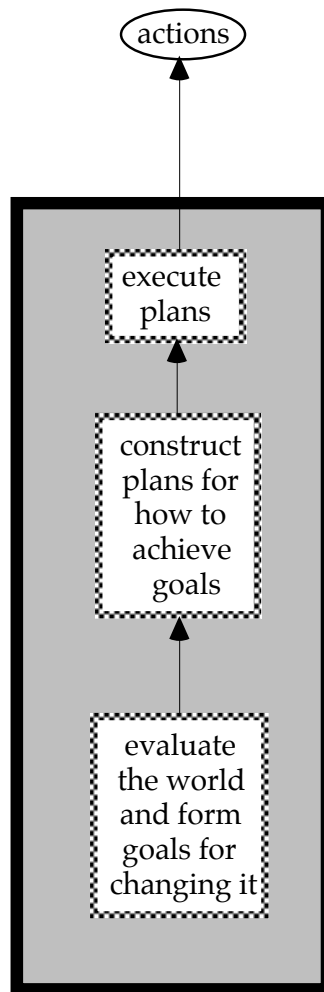 actions
execute
plans
construct
plans for
how to
achieve
goals
evaluate
the world
and form
goals for
changing it